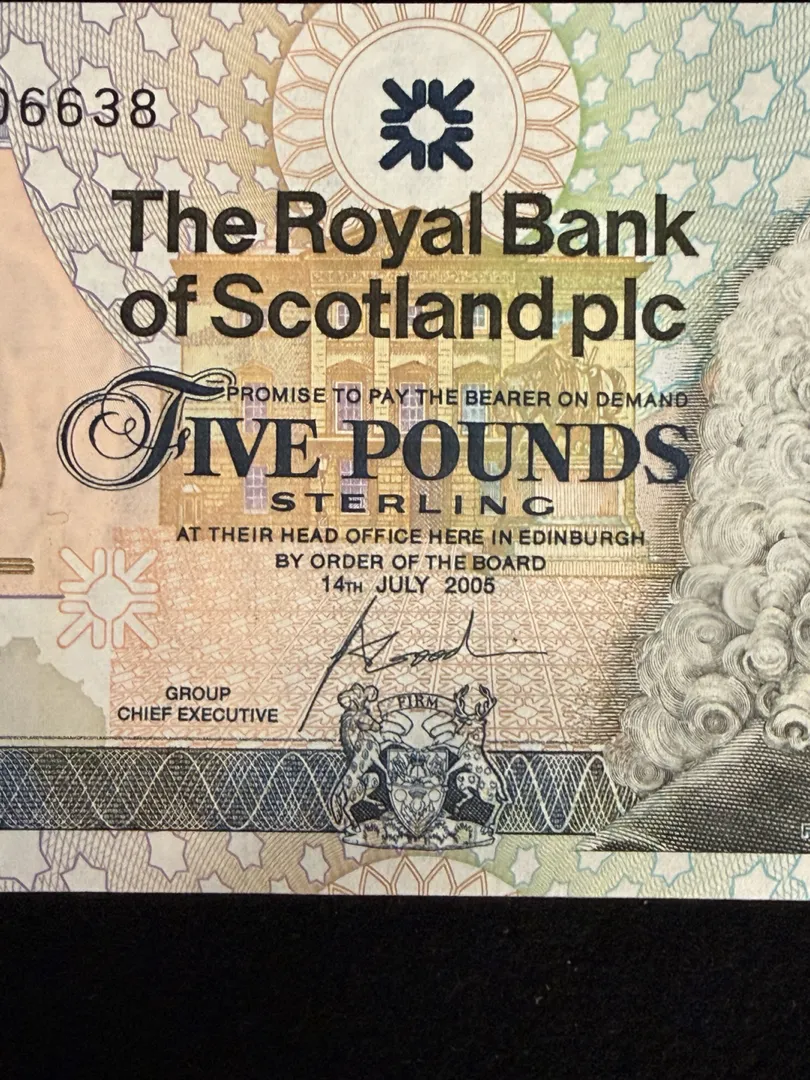 06638
The Royal Bank
of Scotland plc
PROMISE TO PAY THE BEARER ON DEMAND
FIVE POUNDS
STERLING
AT THEIR HEAD OFFICE HERE IN EDINBURGH
BY ORDER OF THE BOARD
14TH JULY 2005
GROUP
CHIEF EXECUTIVE
FIRM